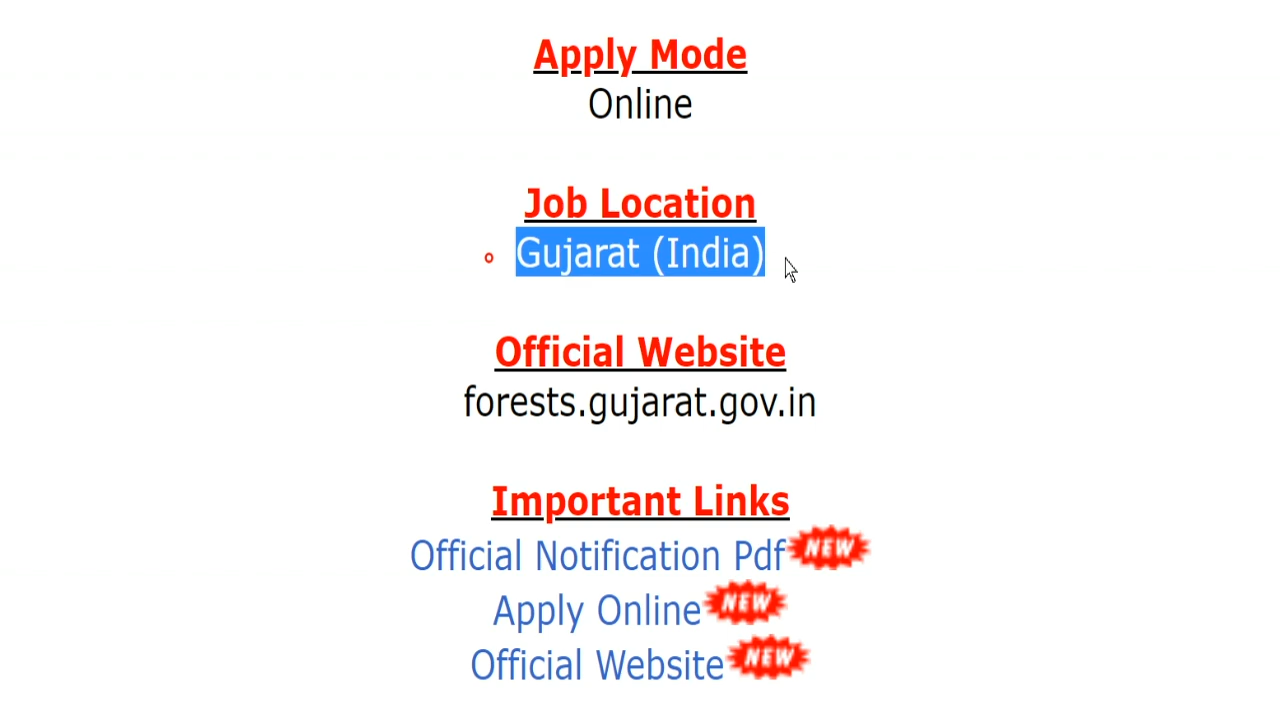 Apply Mode
Online
Job Location
Gujarat (India)
Official Website
forests.gujarat.gov.in
Important Links
Official Notification Pdf NEW
Apply Online NEW
Official Website NEW